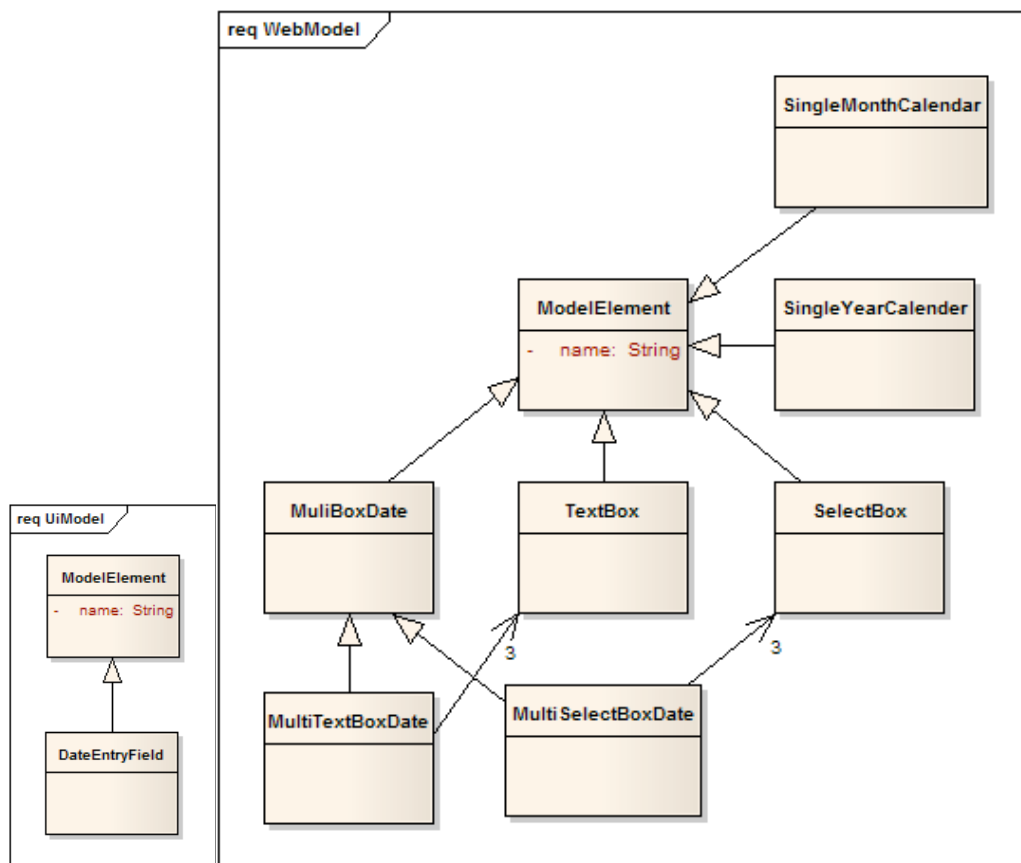 req WebModel
SingleMonthCalendar
ModelElement
- name: String
SingleYearCalender
MuliBoxDate
TextBox
SelectBox
3
3
MultiTextBoxDate
MultiSelectBoxDate
req UiModel
ModelElement
- name: String
DateEntryField